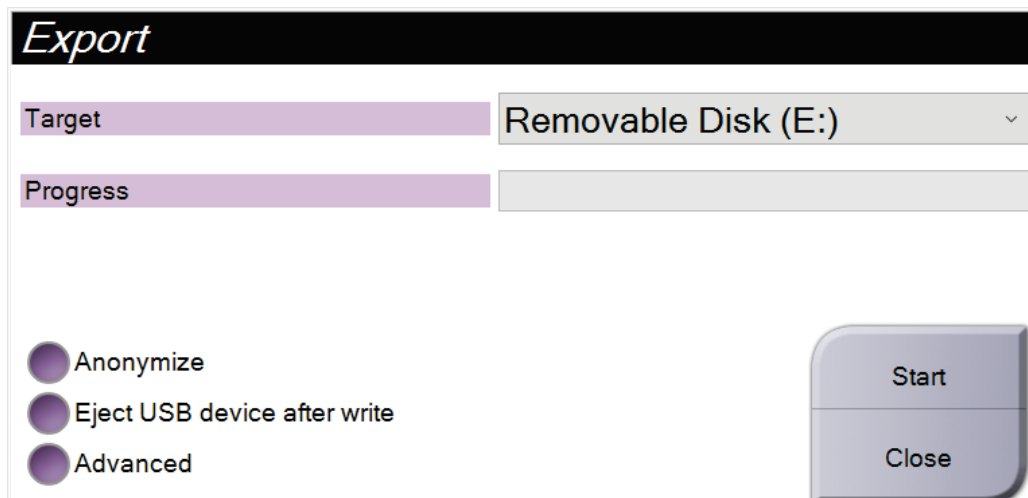 Export
Target
Removable Disk (E:)
Progress
Anonymize
Eject USB device after write
Advanced
Start
Close